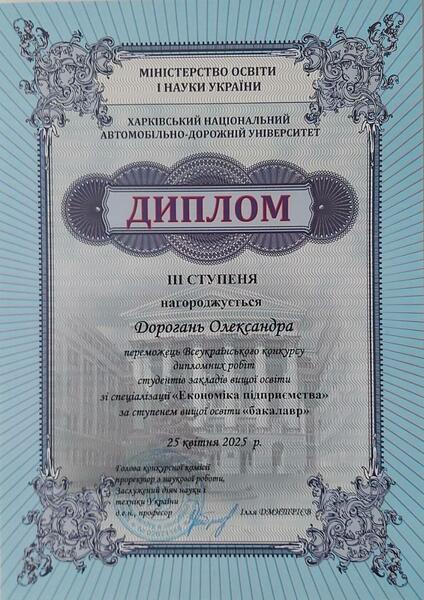 МІНІСТЕРСТВО ОСВІТИ
І НАУКИ УКРАЇНИ
ХАРКІВСЬКИЙ НАЦІОНАЛЬНИЙ
АВТОМОБІЛЬНО-ДОРОЖНІЙ УНІВЕРСИТЕТ
ДИПЛОМ
ІІІ СТУПЕНЯ
нагороджується
Дорогань Олександра
переможець Всеукраїнського конкурсу
дипломних робіт
студентів закладів вищої освіти
зі спеціалізації «Економіка підприємства»
за ступенем вищої освіти «бакалавр»
25 квітня 2025 р.
Голова конкурсної комісії
проректор з наукової роботи,
Заслужений діяч науки і
техніки України
д.е.н., професор Ілля ДМИТРІЄВ